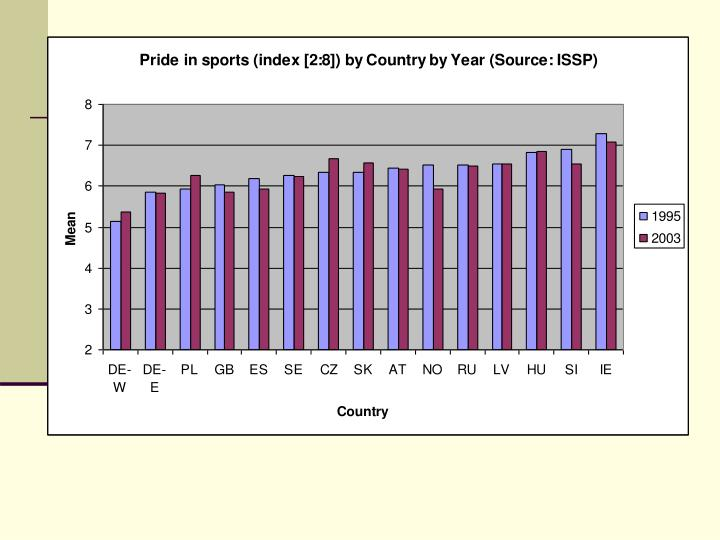 Pride in sports (index [2:8]) by Country by Year (Source: ISSP)
8
7
6
5
4
3
2
Mean
DE-W DE-E PL GB ES SE CZ SK AT NO RU LV HU SI IE
Country
1995
2003